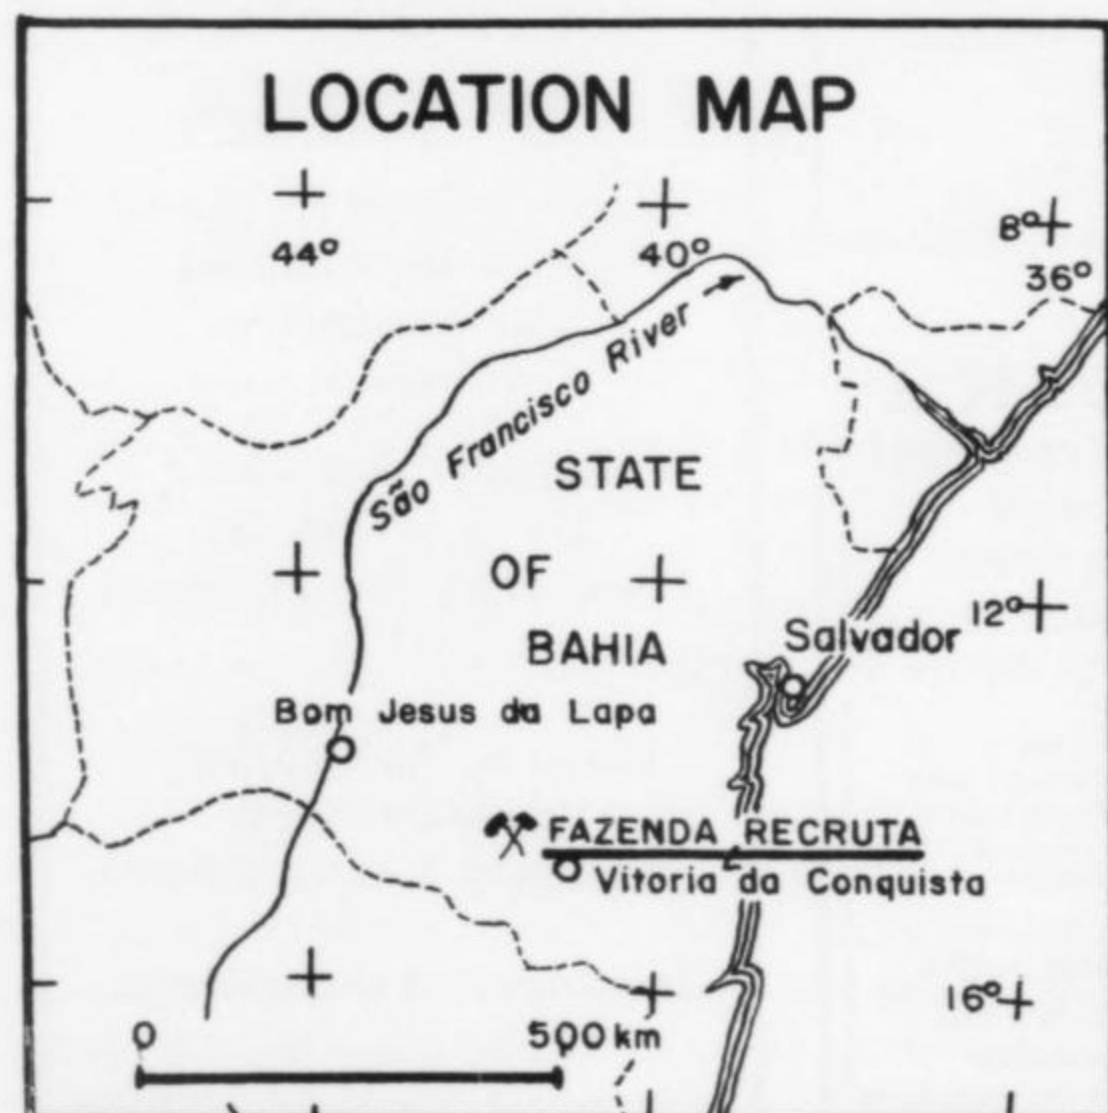 LOCATION MAP
44°
40°
8°
36°
São Francisco River
STATE
OF
BAHIA
12°
Salvador
Bom Jesus da Lapa
FAZENDA RECRUTA
Vitoria da Conquista
16°
0
500 km